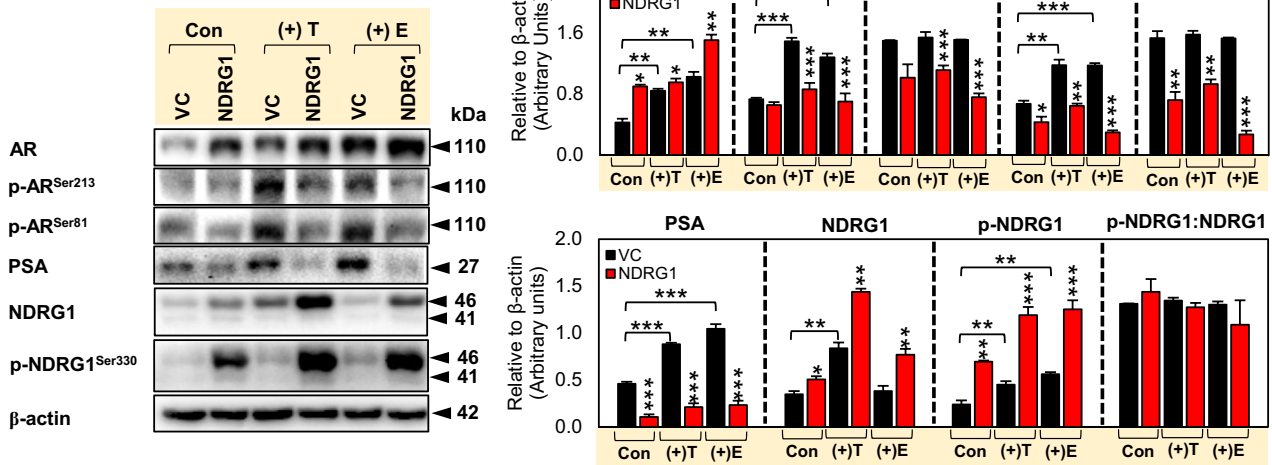 Con (+) T (+) E
VC NDRG1 VC NDRG1 VC NDRG1 kDa
AR 110
p-AR^Ser213 110
p-AR^Ser81 110
PSA 27
NDRG1 46
41
p-NDRG1^Ser330 46
41
β-actin 42
Relative to β-actin
(Arbitrary Units)
NDRG1
1.6
0.8
0.0
** ** * * **
*** *** ***
*** ***
*** ** * *** ***
** ** ***
Con (+)T (+)E Con (+)T (+)E Con (+)T (+)E Con (+)T (+)E Con (+)T (+)E
PSA NDRG1 p-NDRG1 p-NDRG1:NDRG1
Relative to β-actin
(Arbitrary units)
VC
NDRG1
2.0
1.5
1.0
0.5
0.0
*** *** *** *** ***
** * ** **
** ** ** *** ***
Con (+)T (+)E Con (+)T (+)E Con (+)T (+)E Con (+)T (+)E